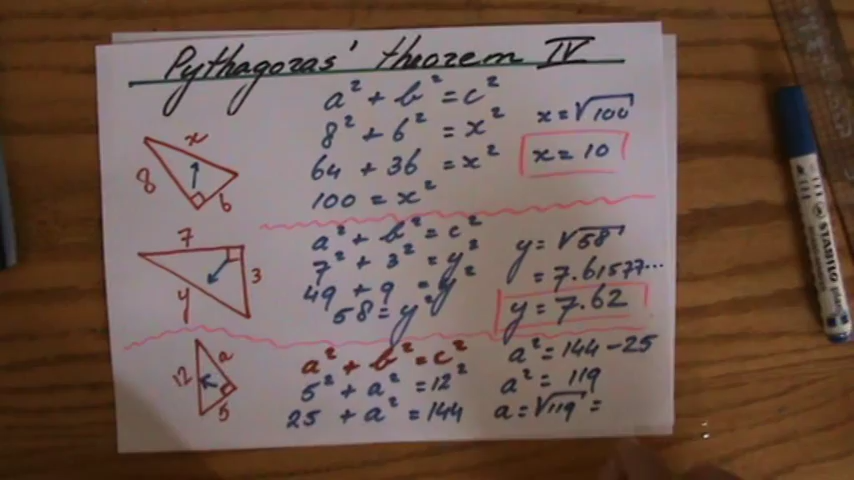 Pythagoras' theorem IV
a² + b² = c²
8² + 6² = x²
64 + 36 = x²
100 = x²
x = √100
x = 10
x
8
6
a² + b² = c²
7² + 3² = y²
49 + 9 = y²
58 = y²
y = √58
= 7.61577...
y = 7.62
7
3
y
a² + b² = c²
5² + a² = 12²
25 + a² = 144
a² = 144 - 25
a² = 119
a = √119 =
12
a
5
STABILO